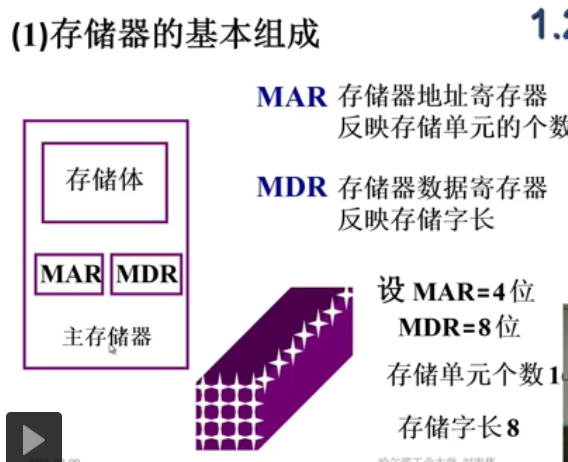 (1)存储器的基本组成
1.2
MAR 存储器地址寄存器
反映存储单元的个数
存储体
MDR 存储器数据寄存器
反映存储字长
MAR MDR
设 MAR=4位
MDR=8位
主存储器
存储单元个数1
存储字长8